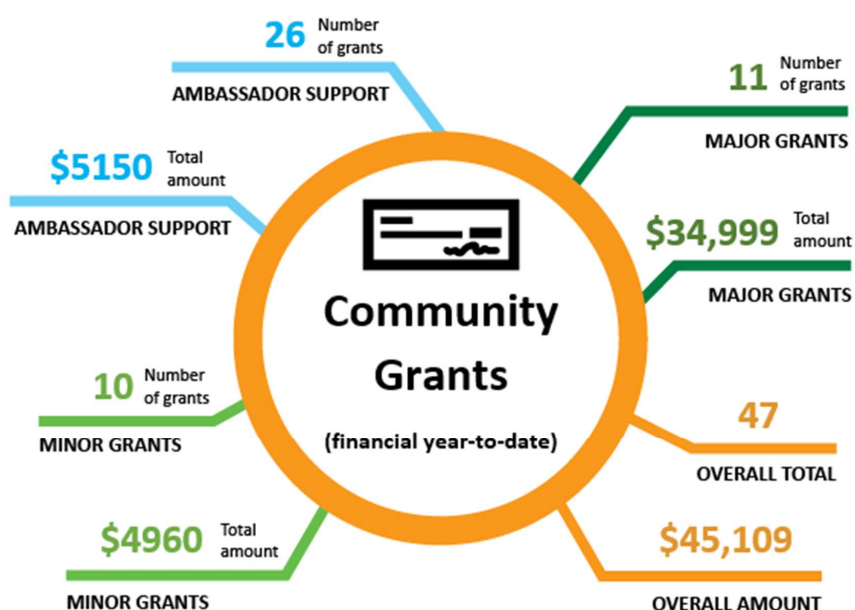 26 Number
of grants
AMBASSADOR SUPPORT
11 Number
of grants
MAJOR GRANTS
$5150 Total
amount
AMBASSADOR SUPPORT
$34,999 Total
amount
MAJOR GRANTS
Community
Grants
(financial year-to-date)
10 Number
of grants
MINOR GRANTS
47
OVERALL TOTAL
$4960 Total
amount
MINOR GRANTS
$45,109
OVERALL AMOUNT